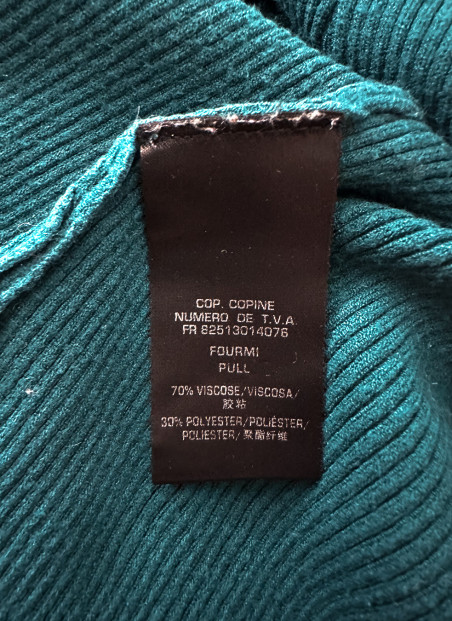 COP. COPINE
NUMERO DE T.V.A.
FR 82513014076
FOURMI
PULL
70% VISCOSE/VISCOSA/
胶粘
30% POLYESTER/POLIÉSTER/
POLIESTER/聚酯纤维